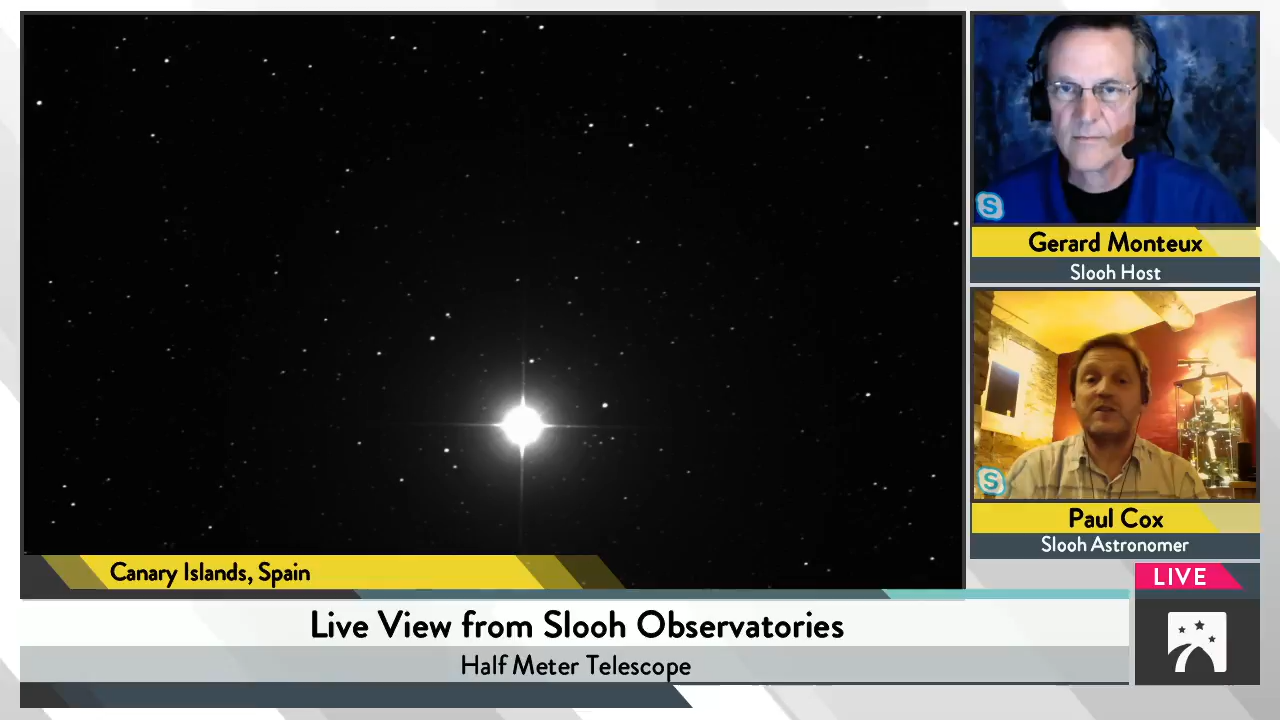 Gerard Monteux
Slooh Host
Paul Cox
Slooh Astronomer
Canary Islands, Spain
LIVE
Live View from Slooh Observatories
Half Meter Telescope